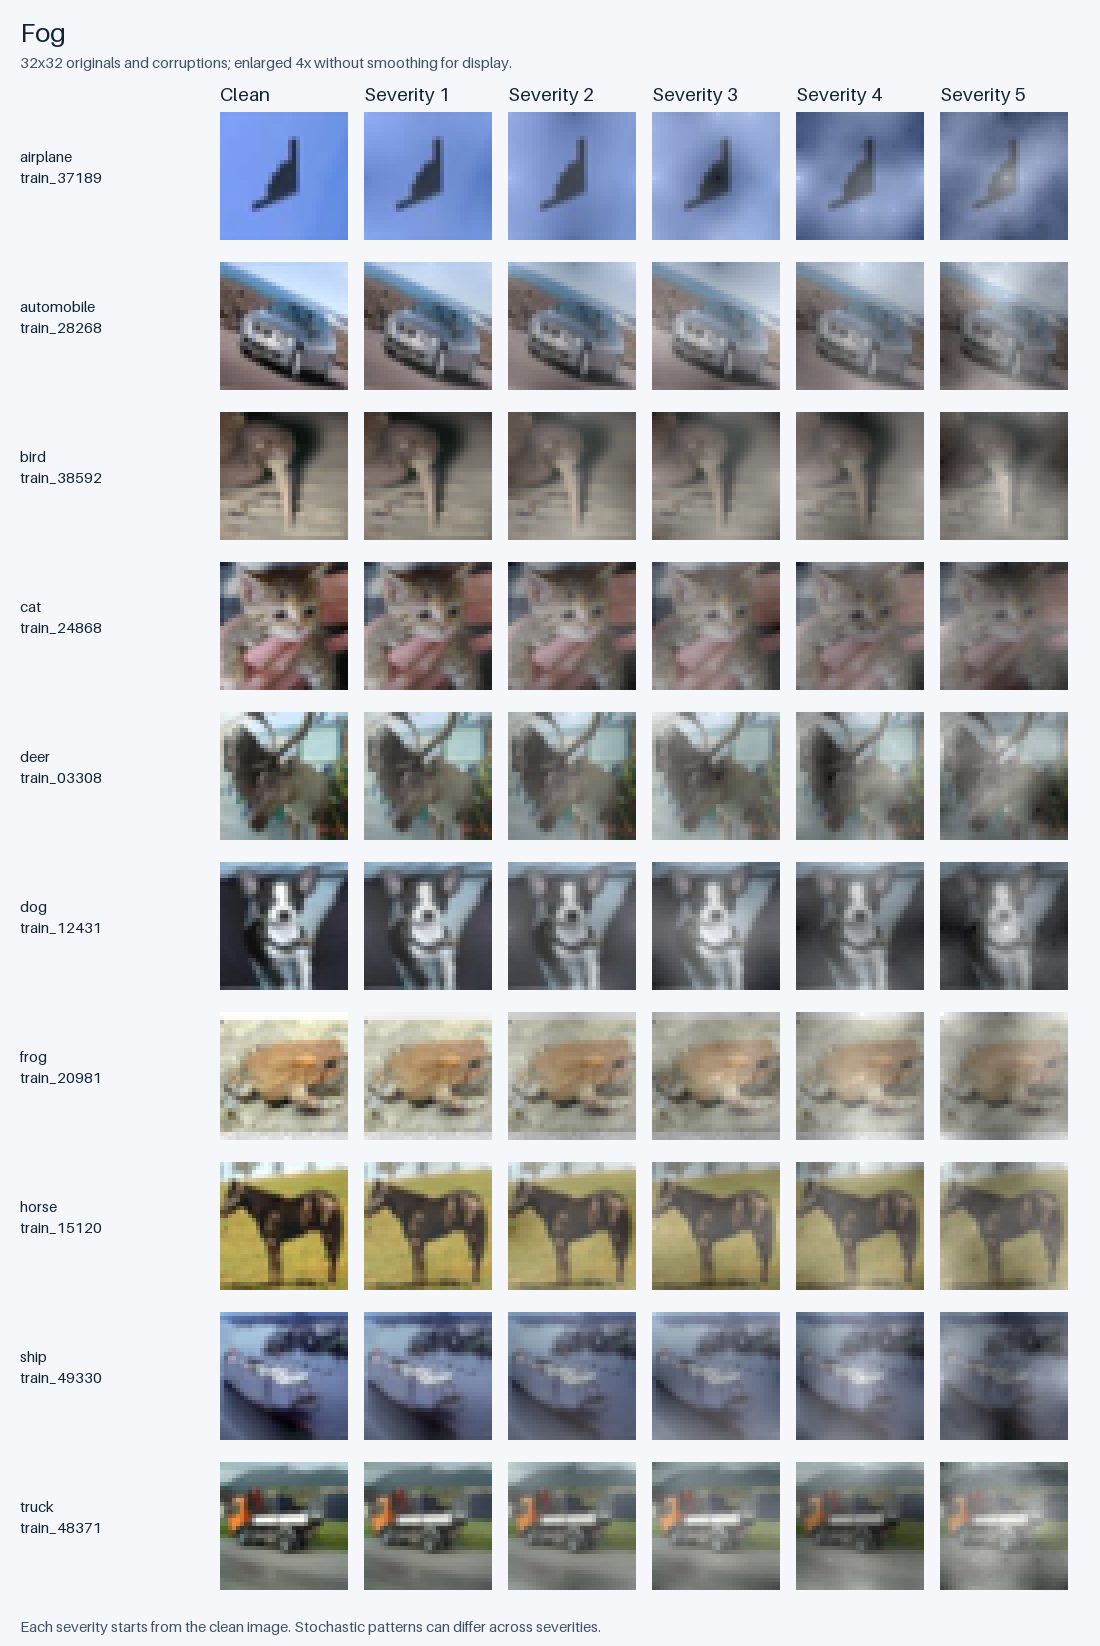 Fog
32x32 originals and corruptions; enlarged 4x without smoothing for display.
Clean Severity 1 Severity 2 Severity 3 Severity 4 Severity 5
airplane
train_37189
automobile
train_28268
bird
train_38592
cat
train_24868
deer
train_03308
dog
train_12431
frog
train_20981
horse
train_15120
ship
train_49330
truck
train_48371
Each severity starts from the clean image. Stochastic patterns can differ across severities.